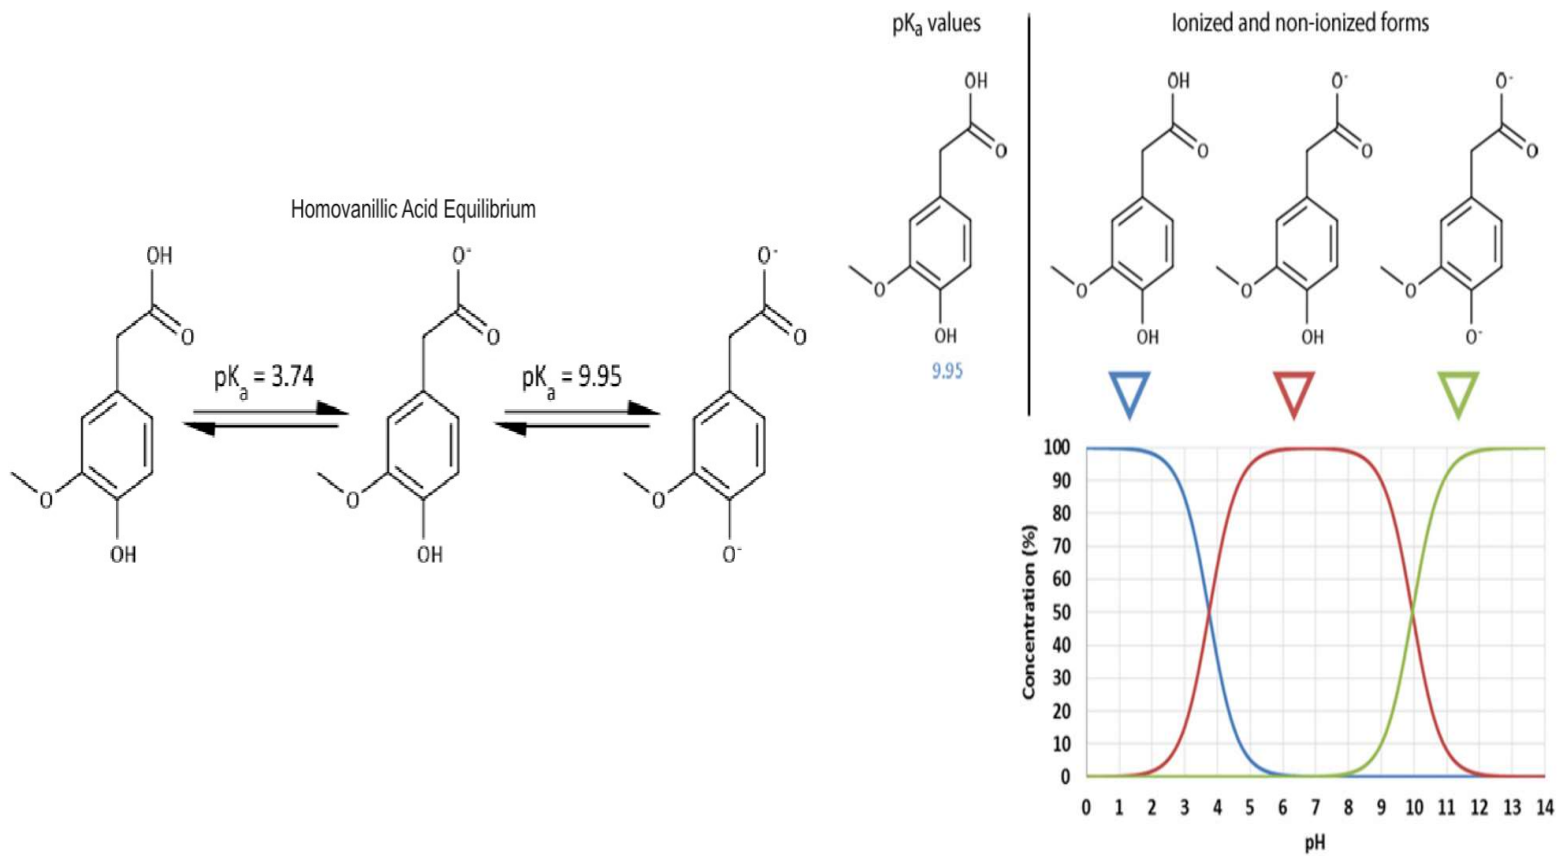 Homovanillic Acid Equilibrium
OH
O
O
OH
pKa = 3.74
O-
O
O
OH
pKa = 9.95
O-
O
O
O-
pKa values
OH
O
O
OH
9.95
Ionized and non-ionized forms
OH
O
O
OH
O-
O
O
OH
O-
O
O
O-
Concentration (%)
100
90
80
70
60
50
40
30
20
10
0
0 1 2 3 4 5 6 7 8 9 10 11 12 13 14
pH